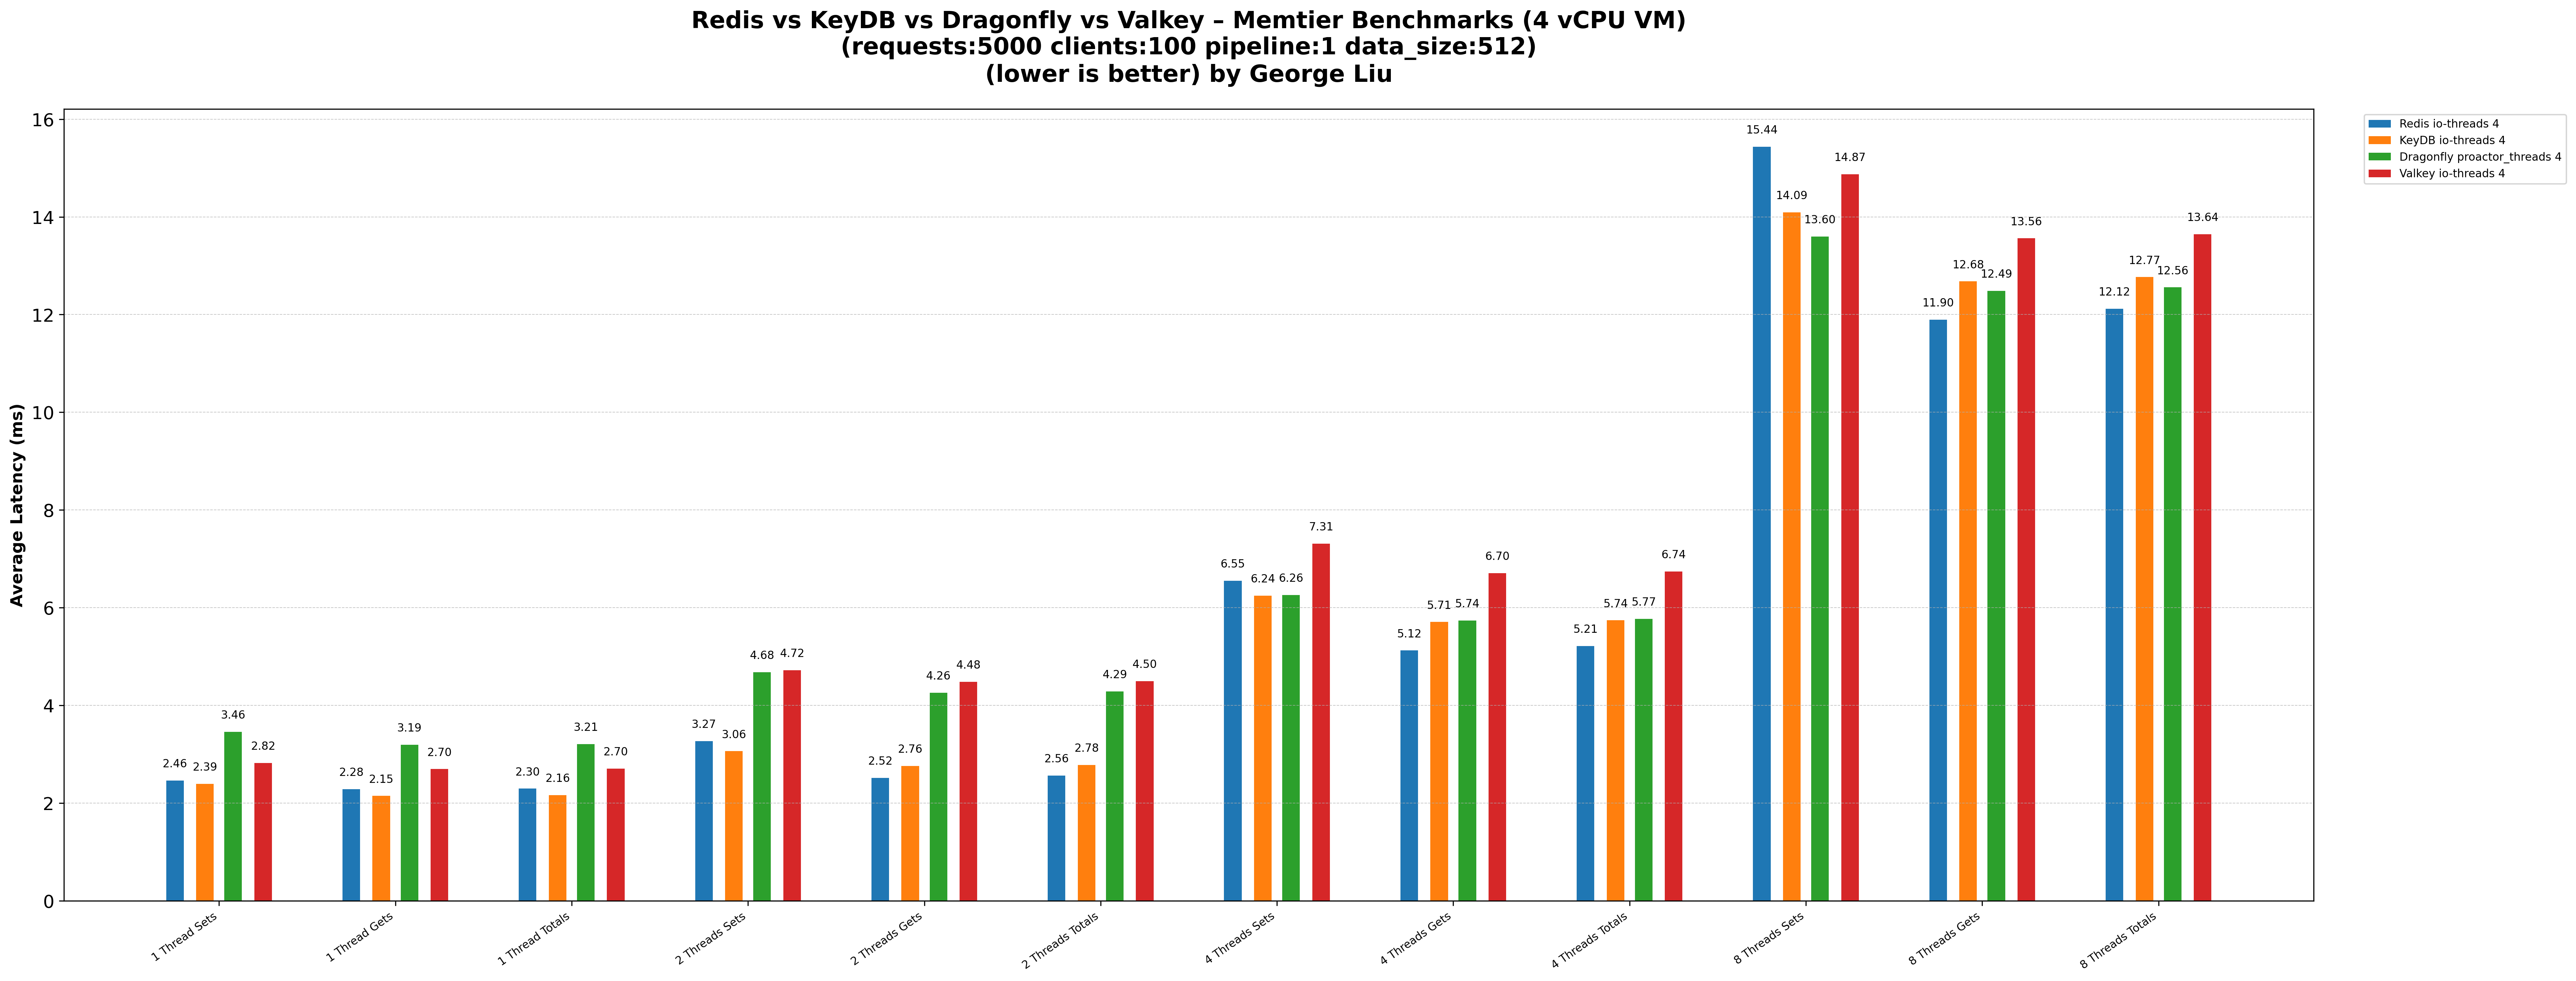 Redis vs KeyDB vs Dragonfly vs Valkey – Memtier Benchmarks (4 vCPU VM)
(requests:5000 clients:100 pipeline:1 data_size:512)
(lower is better) by George Liu
Average Latency (ms)
16
14
12
10
8
6
4
2
0
2.46 2.39 3.46 2.82
2.28 2.15 3.19 2.70
2.30 2.16 3.21 2.70
3.27 3.06 4.68 4.72
2.52 2.76 4.26 4.48
2.56 2.78 4.29 4.50
6.55 6.24 6.26 7.31
5.12 5.71 5.74 6.70
5.21 5.74 5.77 6.74
15.44 14.09 13.60 14.87
11.90 12.68 12.49 13.56
12.12 12.77 12.56 13.64
1 Thread Sets
1 Thread Gets
1 Thread Totals
2 Threads Sets
2 Threads Gets
2 Threads Totals
4 Threads Sets
4 Threads Gets
4 Threads Totals
8 Threads Sets
8 Threads Gets
8 Threads Totals
Redis io-threads 4
KeyDB io-threads 4
Dragonfly proactor_threads 4
Valkey io-threads 4